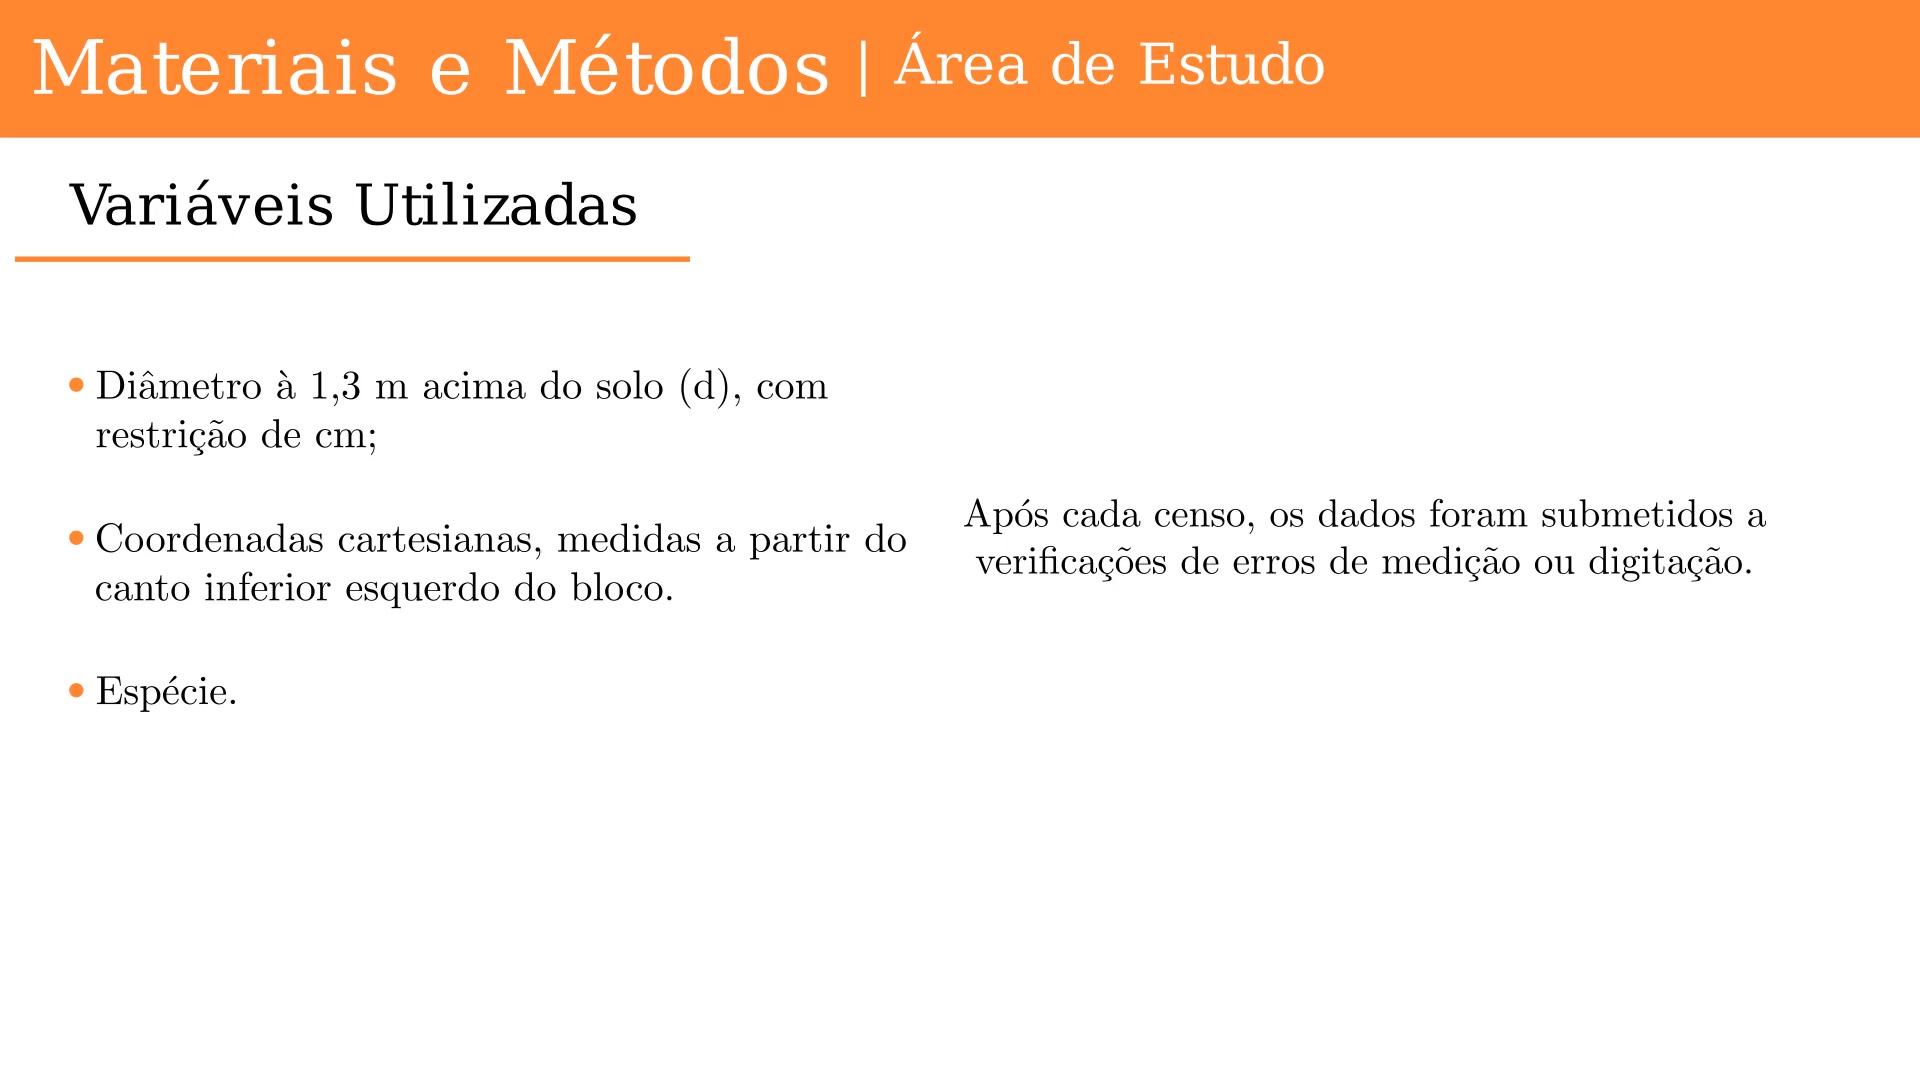 Materiais e Métodos | Área de Estudo
Variáveis Utilizadas
• Diâmetro à 1,3 m acima do solo (d), com
restrição de cm;
• Coordenadas cartesianas, medidas a partir do
canto inferior esquerdo do bloco.
• Espécie.
Após cada censo, os dados foram submetidos a
verificações de erros de medição ou digitação.